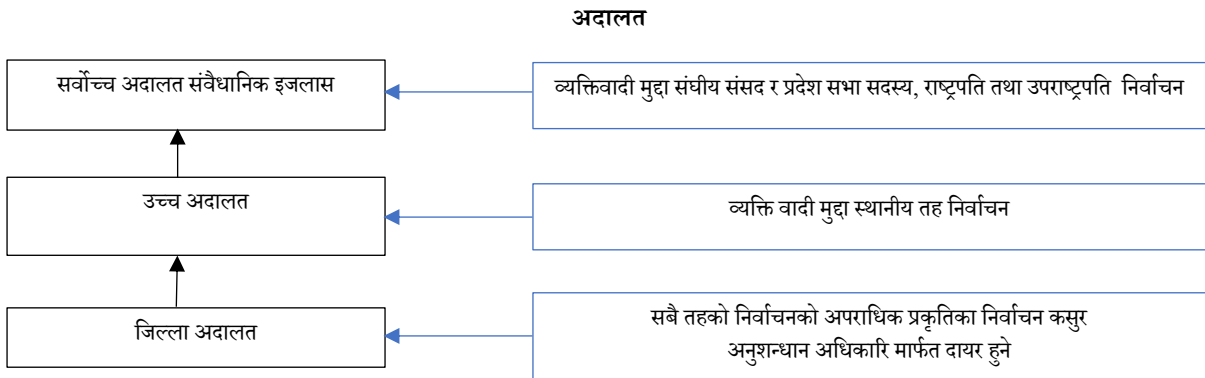 अदालत
सर्वोच्च अदालत संवैधानिक इजलास
व्यक्तिवादी मुद्दा संघीय संसद र प्रदेश सभा सदस्य, राष्ट्रपति तथा उपराष्ट्रपति  निर्वाचन
उच्च अदालत
व्यक्ति वादी मुद्दा स्थानीय तह निर्वाचन
जिल्ला अदालत
सबै तहको निर्वाचनको अपराधिक प्रकृतिका निर्वाचन कसुर
अनुशन्धान अधिकारि मार्फत दायर हुने